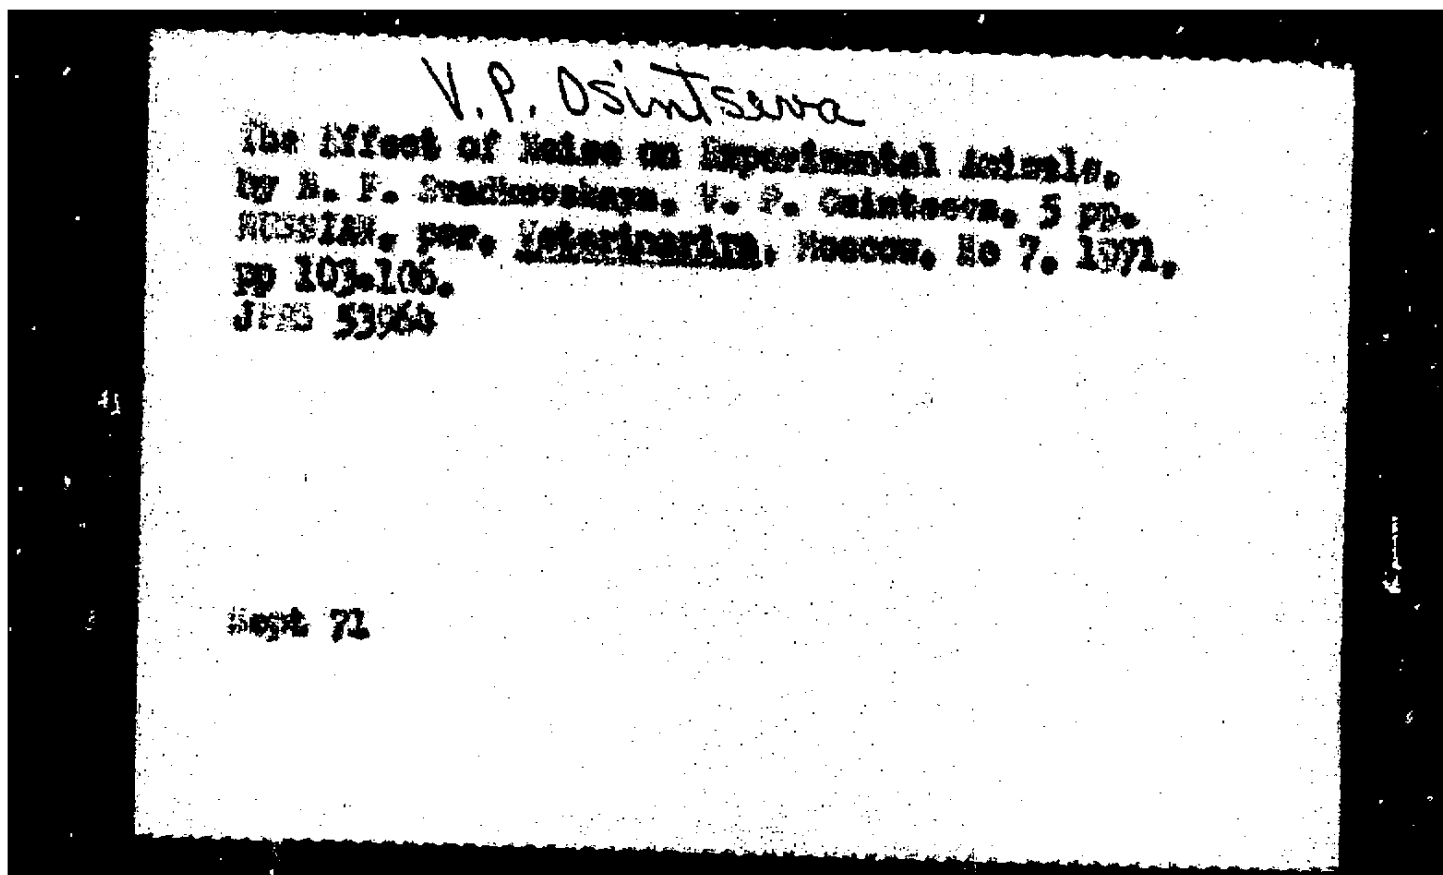 V.P. Osintseva
The Effect of Noise on Experimental Animals,
by N. F. Svadkovskaya, V. P. Osintseva, 5 pp.
RUSSIAN, per, Veterinariya, Moscow, No 7, 1971,
pp 103-106.
JPRS 53964
Sept 71